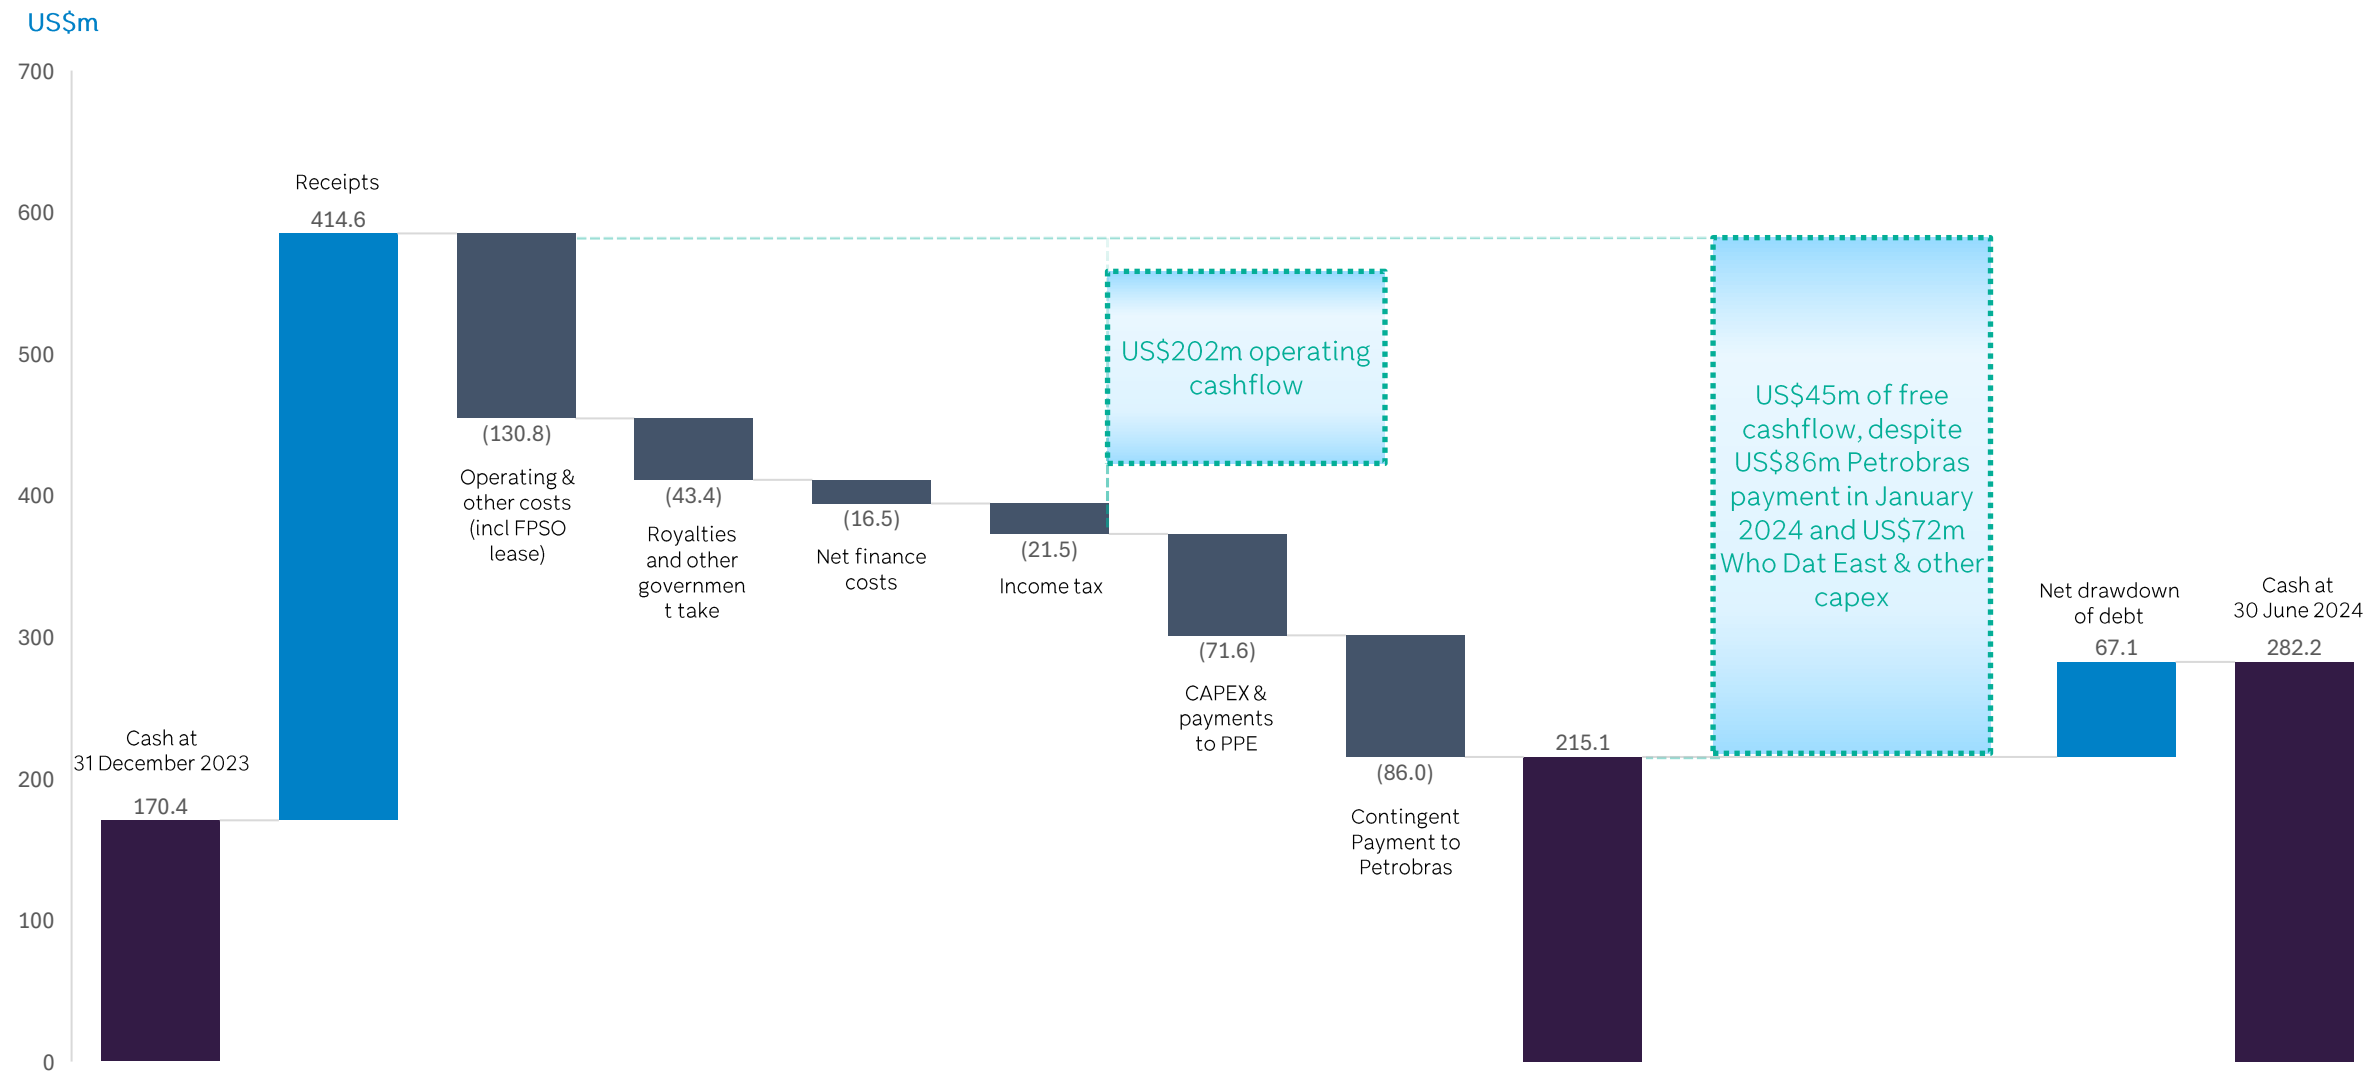 US$m
700
600
500
400
300
200
100
0
Cash at
31 December 2023
170.4
Receipts
414.6
(130.8)
Operating &
other costs
(incl FPSO
lease)
(43.4)
Royalties
and other
governmen
t take
(16.5)
Net finance
costs
(21.5)
Income tax
US$202m operating
cashflow
(71.6)
CAPEX &
payments
to PPE
(86.0)
Contingent
Payment to
Petrobras
215.1
US$45m of free
cashflow, despite
US$86m Petrobras
payment in January
2024 and US$72m
Who Dat East & other
capex
Net drawdown
of debt
67.1
Cash at
30 June 2024
282.2